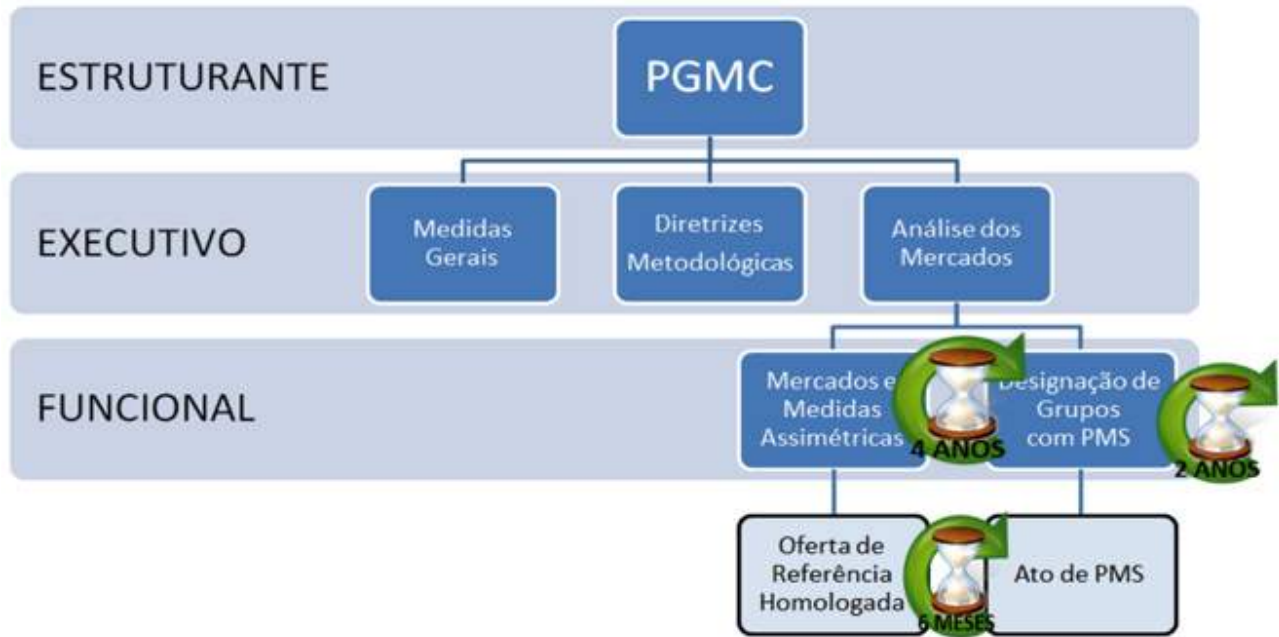 ESTRUTURANTE
PGMC
EXECUTIVO
Medidas
Gerais
Diretrizes
Metodológicas
Análise dos
Mercados
FUNCIONAL
Mercados e
Medidas
Assimétricas
4 ANOS
Designação de
Grupos
com PMS
2 ANOS
Oferta de
Referência
Homologada
6 MESES
Ato de PMS